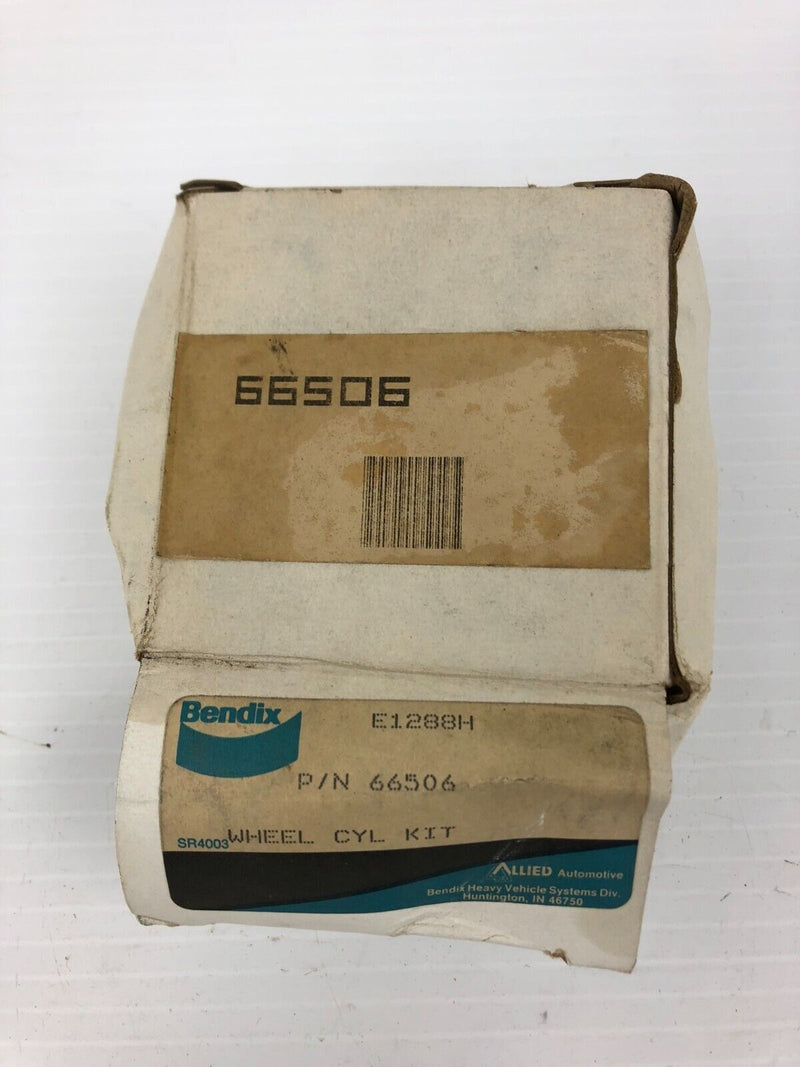 66506
Bendix
E1288H
P/N 66506
SR4003 WHEEL CYL KIT
ALLIED Automotive
Bendix Heavy Vehicle Systems Div.
Huntington, IN 46750